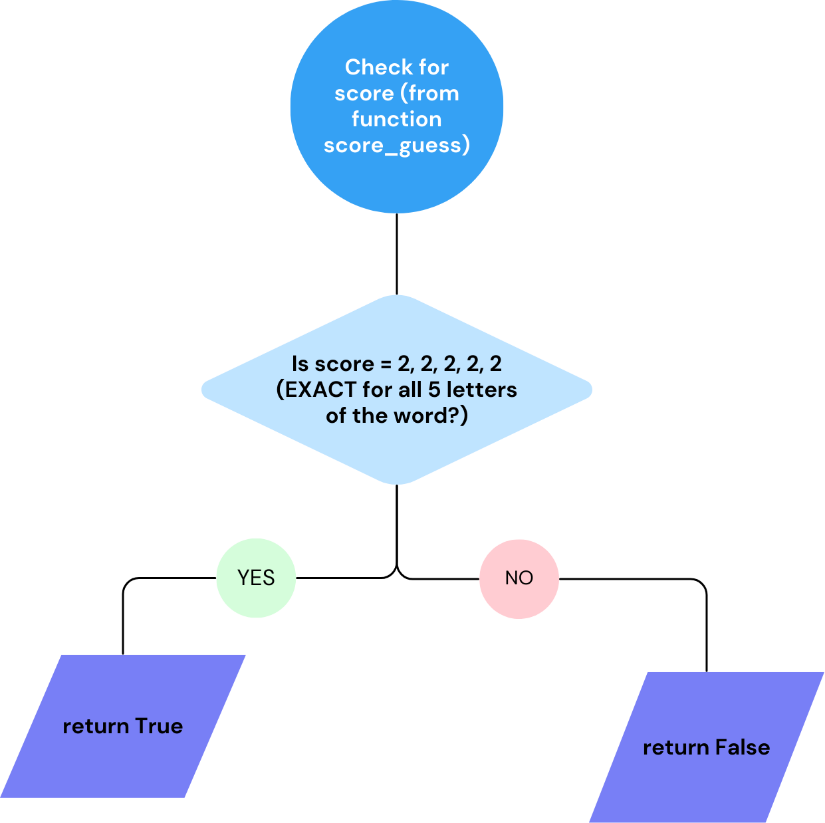 Check for
score (from
function
score_guess)
Is score = 2, 2, 2, 2, 2
(EXACT for all 5 letters
of the word?)
YES
NO
return True
return False